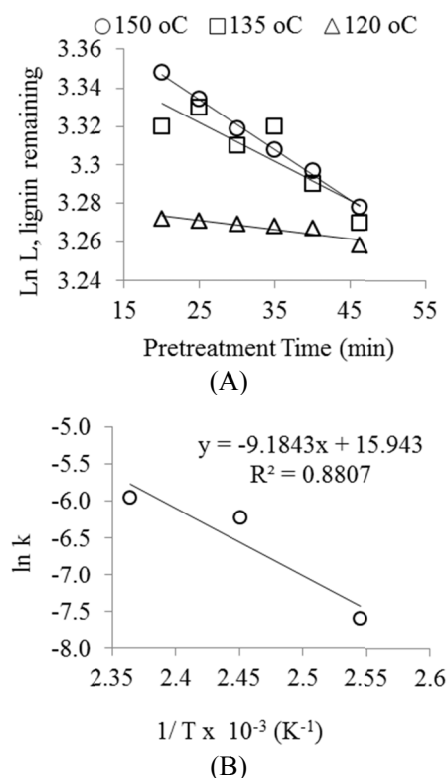 ○150 oC □135 oC △120 oC
3.36
3.34
3.32
3.3
3.28
3.26
3.24
Ln L, lignin remaining
15 25 35 45 55
Pretreatment Time (min)
(A)
-5.0
-5.5
-6.0
-6.5
-7.0
-7.5
-8.0
ln k
y = -9.1843x + 15.943
R² = 0.8807
2.35 2.4 2.45 2.5 2.55 2.6
1/ T x 10⁻³ (K⁻¹)
(B)